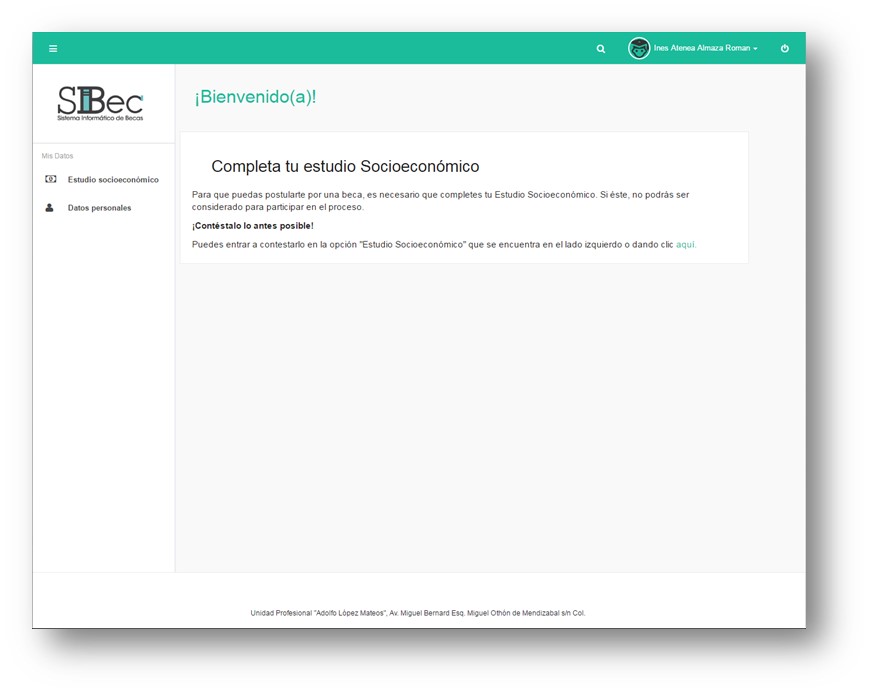 Ines Atenea Almaza Roman
SIBec
Sistema Informático de Becas
¡Bienvenido(a)!
Mis Datos
Estudio socioeconómico
Datos personales
Completa tu estudio Socioeconómico
Para que puedas postularte por una beca, es necesario que completes tu Estudio Socioeconómico. Si éste, no podrás ser
considerado para participar en el proceso.
¡Contéstalo lo antes posible!
Puedes entrar a contestarlo en la opción "Estudio Socioeconómico" que se encuentra en el lado izquierdo o dando clic aquí.
Unidad Profesional "Adolfo López Mateos", Av. Miguel Bernard Esq. Miguel Othón de Mendizabal s/n Col.